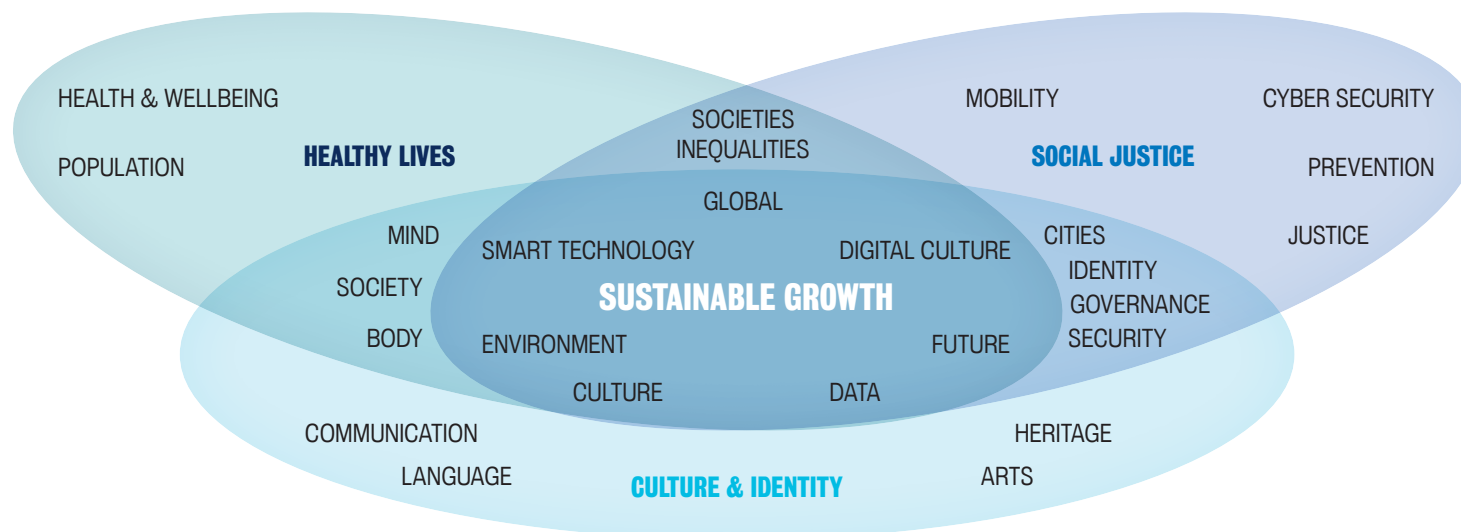 HEALTH & WELLBEING
MOBILITY
CYBER SECURITY
SOCIETIES
INEQUALITIES
HEALTHY LIVES
SOCIAL JUSTICE
POPULATION
PREVENTION
GLOBAL
MIND
SMART TECHNOLOGY
DIGITAL CULTURE
CITIES
JUSTICE
IDENTITY
SOCIETY
SUSTAINABLE GROWTH
GOVERNANCE
BODY
ENVIRONMENT
FUTURE
SECURITY
CULTURE
DATA
COMMUNICATION
HERITAGE
LANGUAGE
CULTURE & IDENTITY
ARTS